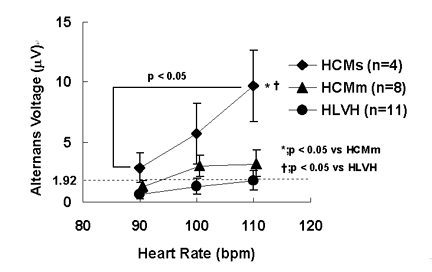 15
10
5
1.92
0
Alternans Voltage (μV)
p < 0.05
* †
HCMs (n=4)
HCMm (n=8)
HLVH (n=11)
*:p < 0.05 vs HCMm
†:p < 0.05 vs HLVH
80 90 100 110 120
Heart Rate (bpm)